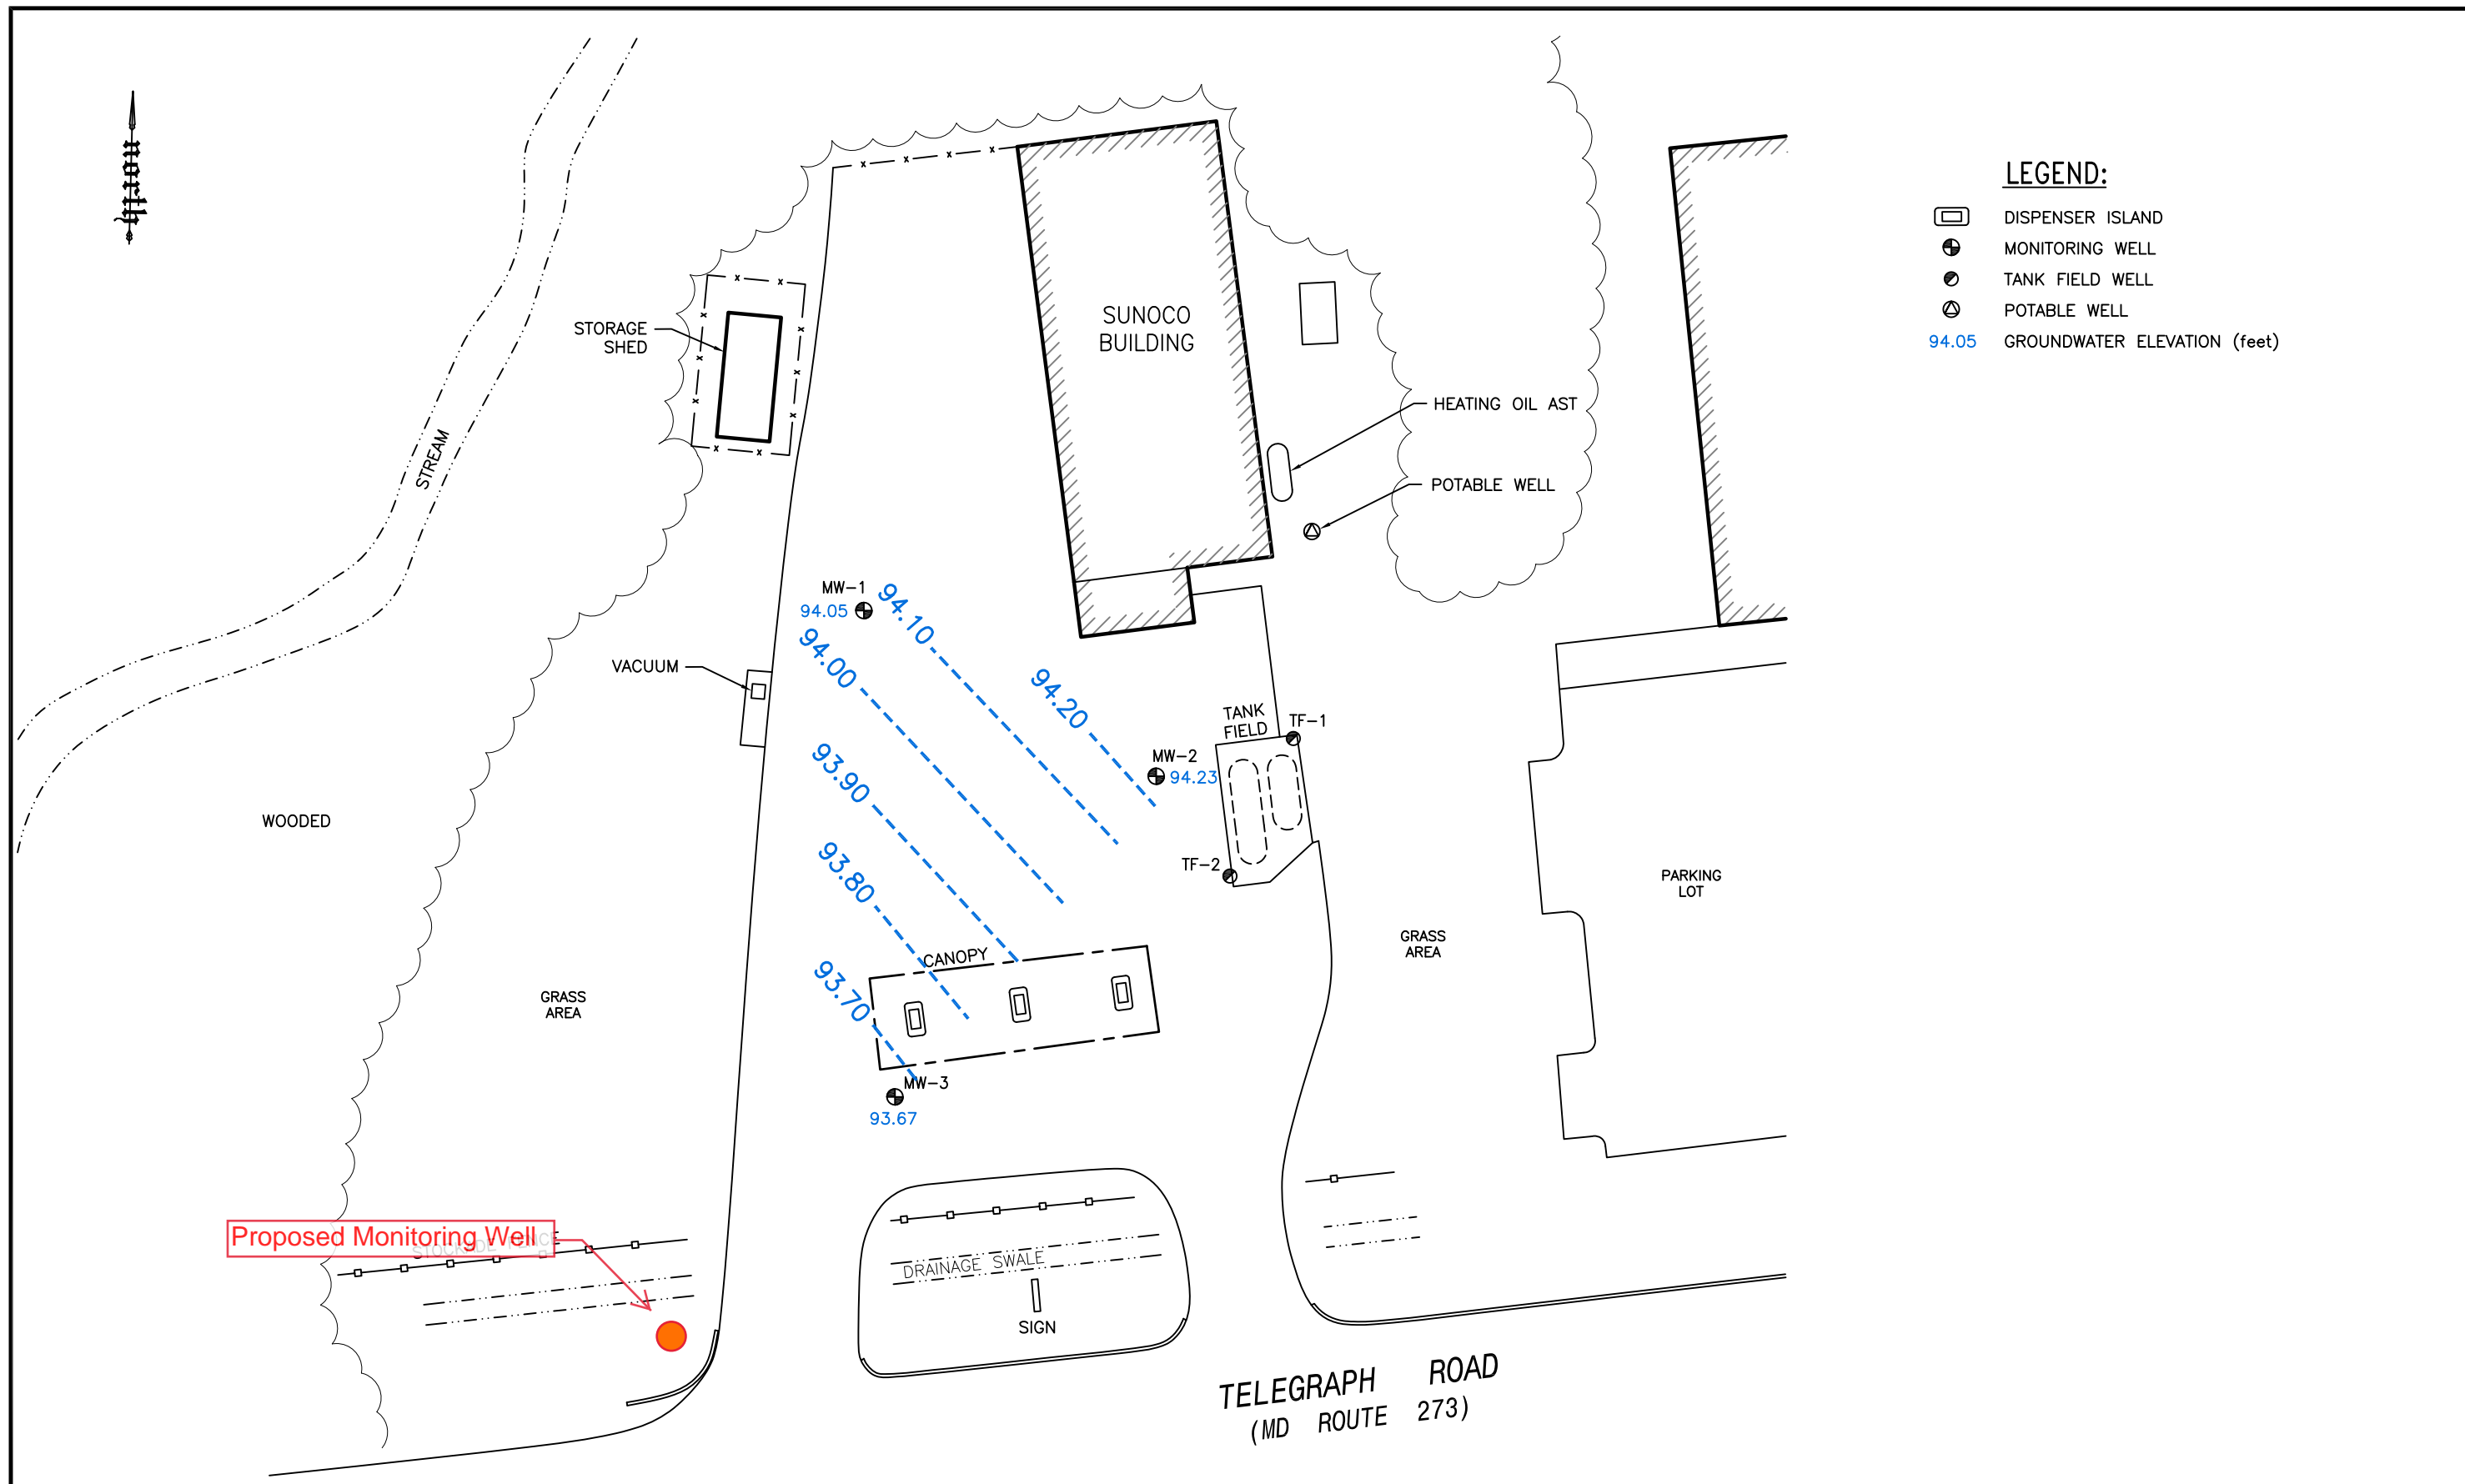 north
LEGEND:
DISPENSER ISLAND
MONITORING WELL
TANK FIELD WELL
POTABLE WELL
94.05 GROUNDWATER ELEVATION (feet)
STORAGE
SHED
SUNOCO
BUILDING
HEATING OIL AST
STREAM
POTABLE WELL
MW-1
94.05
94.10
94.00
VACUUM
94.20
TANK
FIELD
TF-1
MW-2
94.23
93.90
WOODED
93.80
TF-2
PARKING
LOT
CANOPY
GRASS
AREA
93.70
GRASS
AREA
MW-3
93.67
Proposed Monitoring Well
STOCKADE FENCE
DRAINAGE SWALE
SIGN
TELEGRAPH ROAD
(MD ROUTE 273)